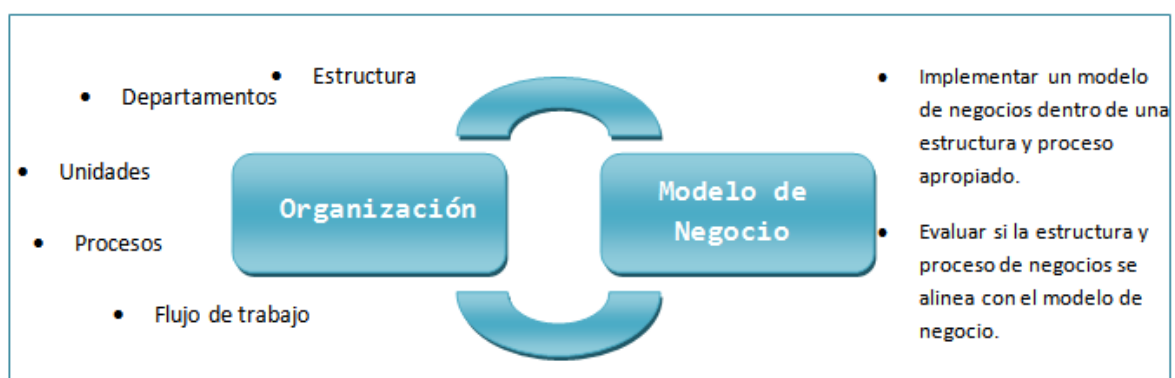 • Estructura
• Departamentos
• Unidades
• Procesos
• Flujo de trabajo
Organización
Modelo de
Negocio
• Implementar un modelo
de negocios dentro de una
estructura y proceso
apropiado.
• Evaluar si la estructura y
proceso de negocios se
alinea con el modelo de
negocio.